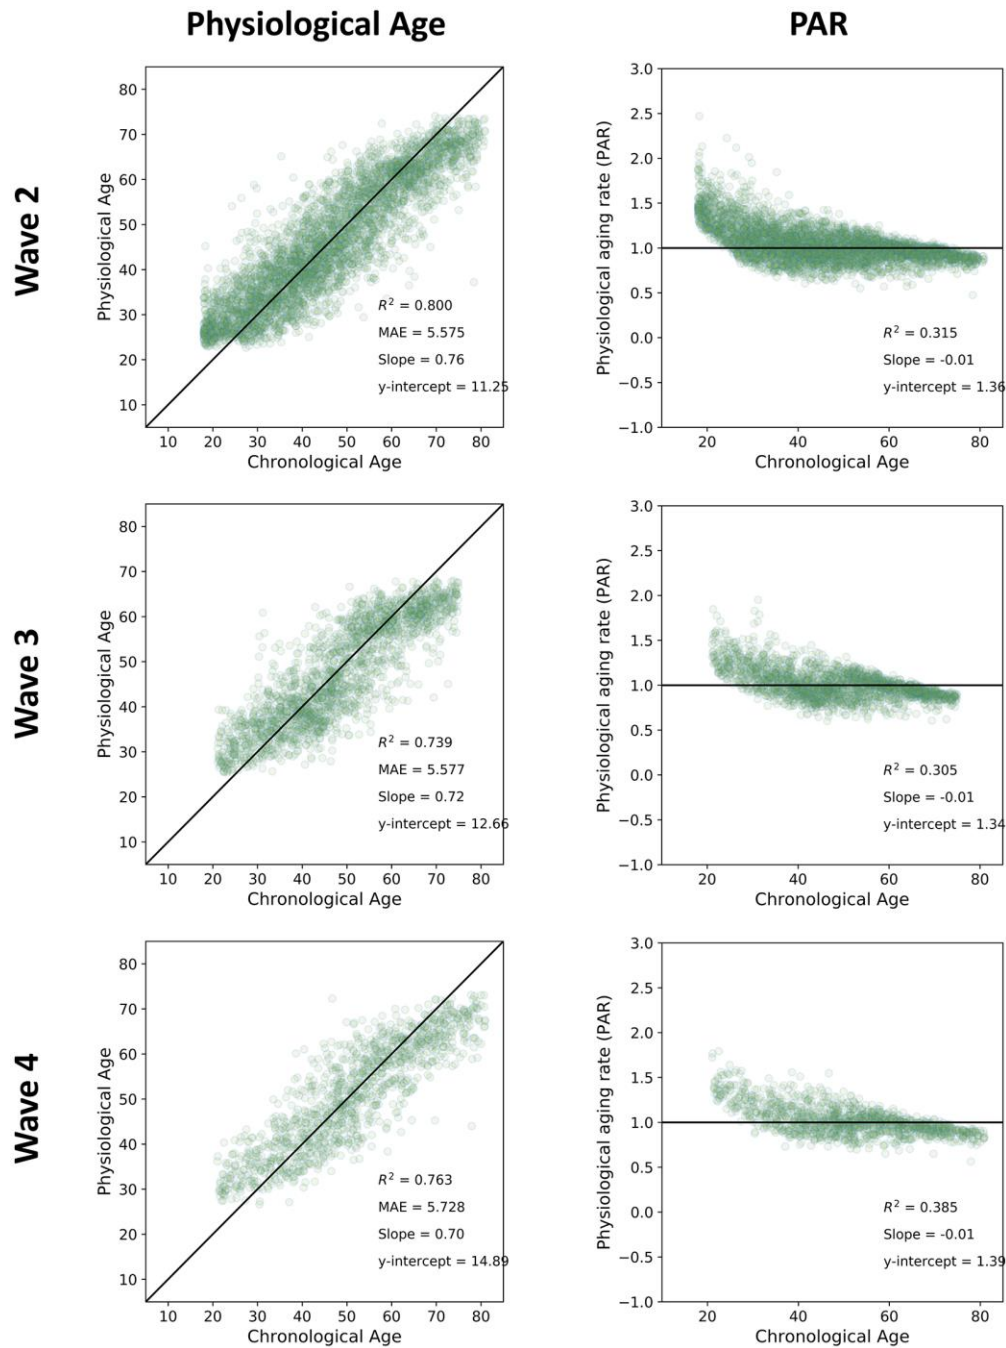 Physiological Age
PAR
Wave 2
Physiological Age
80
70
60
50
40
30
20
10
R² = 0.800
MAE = 5.575
Slope = 0.76
y-intercept = 11.25
10 20 30 40 50 60 70 80
Chronological Age
Physiological aging rate (PAR)
3.0
2.5
2.0
1.5
1.0
0.5
0.0
−0.5
−1.0
R² = 0.315
Slope = -0.01
y-intercept = 1.36
20 40 60 80
Chronological Age
Wave 3
Physiological Age
80
70
60
50
40
30
20
10
R² = 0.739
MAE = 5.577
Slope = 0.72
y-intercept = 12.66
10 20 30 40 50 60 70 80
Chronological Age
Physiological aging rate (PAR)
3.0
2.5
2.0
1.5
1.0
0.5
0.0
−0.5
−1.0
R² = 0.305
Slope = -0.01
y-intercept = 1.34
20 40 60 80
Chronological Age
Wave 4
Physiological Age
80
70
60
50
40
30
20
10
R² = 0.763
MAE = 5.728
Slope = 0.70
y-intercept = 14.89
10 20 30 40 50 60 70 80
Chronological Age
Physiological aging rate (PAR)
3.0
2.5
2.0
1.5
1.0
0.5
0.0
−0.5
−1.0
R² = 0.385
Slope = -0.01
y-intercept = 1.39
20 40 60 80
Chronological Age